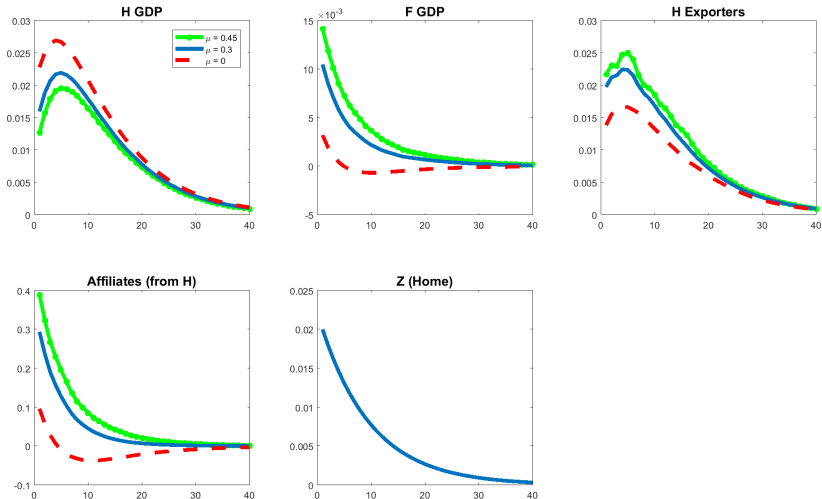 H GDP
0.03
0.025
0.02
0.015
0.01
0.005
0
0 10 20 30 40
μ = 0.45
μ = 0.3
μ = 0
F GDP
15 ×10⁻³
10
5
0
-5
0 10 20 30 40
H Exporters
0.03
0.025
0.02
0.015
0.01
0.005
0
0 10 20 30 40
Affiliates (from H)
0.4
0.3
0.2
0.1
0
-0.1
0 10 20 30 40
Z (Home)
0.025
0.02
0.015
0.01
0.005
0
0 10 20 30 40